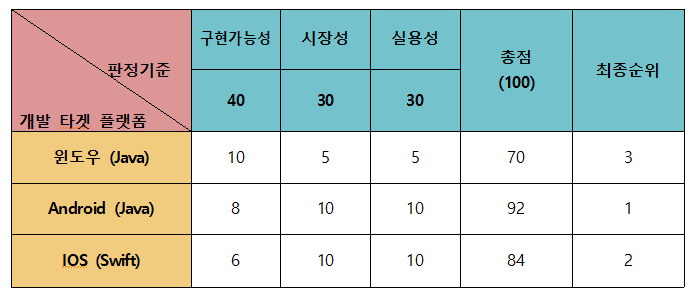 판정기준
개발 타겟 플랫폼
구현가능성 시장성 실용성 총점 (100) 최종순위
40 30 30
윈도우 (Java) 10 5 5 70 3
Android (Java) 8 10 10 92 1
IOS (Swift) 6 10 10 84 2